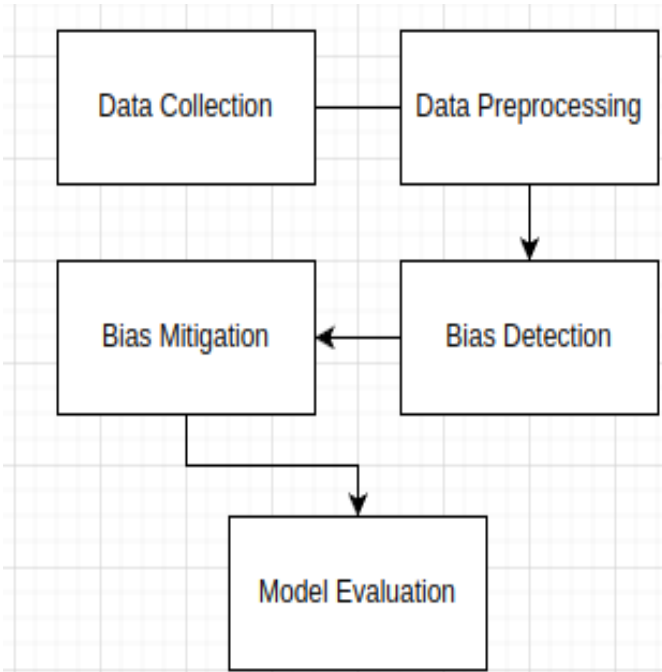 Data Collection
Data Preprocessing
Bias Mitigation
Bias Detection
Model Evaluation